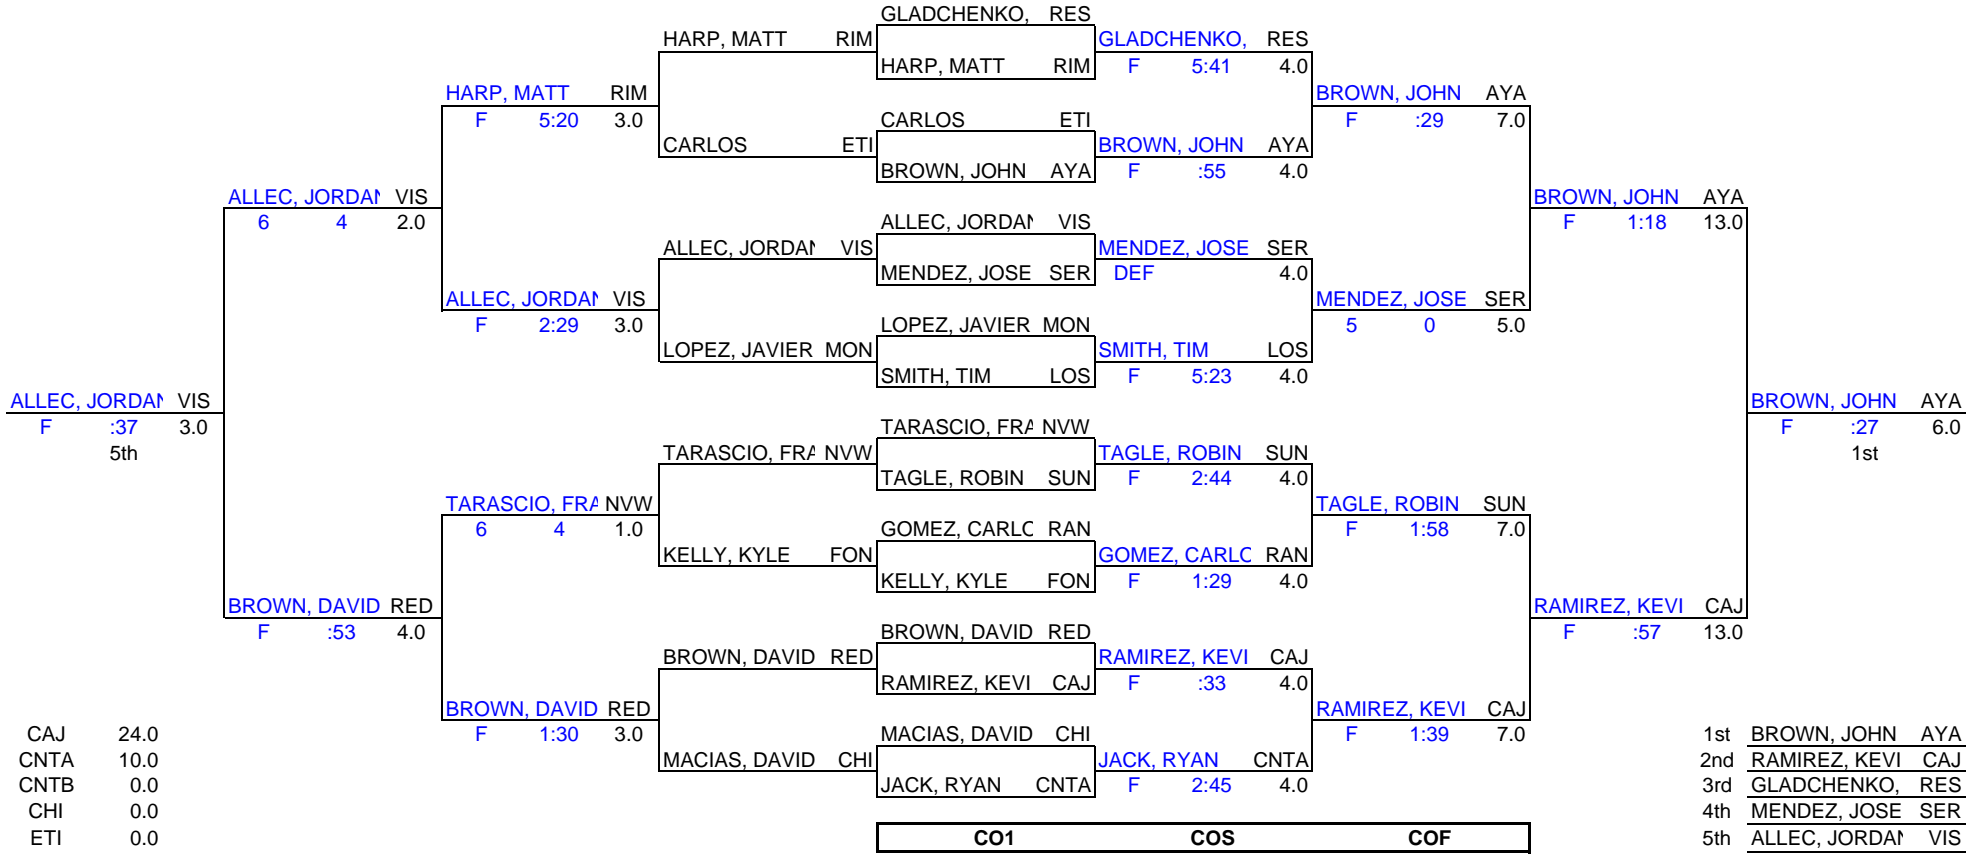 GLADCHENKO, RES
HARP, MATT RIM GLADCHENKO, RES
HARP, MATT RIM F 5:41 4.0
HARP, MATT RIM BROWN, JOHN AYA
F 5:20 3.0 CARLOS ETI F :29 7.0
CARLOS ETI BROWN, JOHN AYA
BROWN, JOHN AYA F :55 4.0
ALLEC, JORDAN VIS BROWN, JOHN AYA
6 4 2.0 ALLEC, JORDAN VIS F 1:18 13.0
ALLEC, JORDAN VIS MENDEZ, JOSE SER
MENDEZ, JOSE SER DEF 4.0
ALLEC, JORDAN VIS MENDEZ, JOSE SER
F 2:29 3.0 LOPEZ, JAVIER MON 5 0 5.0
LOPEZ, JAVIER MON SMITH, TIM LOS
SMITH, TIM LOS F 5:23 4.0
ALLEC, JORDAN VIS BROWN, JOHN AYA
F :37 3.0 TARASCIO, FRA NVW F :27 6.0
5th TARASCIO, FRA NVW TAGLE, ROBIN SUN 1st
TAGLE, ROBIN SUN F 2:44 4.0
TARASCIO, FRA NVW TAGLE, ROBIN SUN
6 4 1.0 GOMEZ, CARLO RAN F 1:58 7.0
KELLY, KYLE FON GOMEZ, CARLO RAN
KELLY, KYLE FON F 1:29 4.0
BROWN, DAVID RED RAMIREZ, KEVI CAJ
F :53 4.0 BROWN, DAVID RED F :57 13.0
BROWN, DAVID RED RAMIREZ, KEVI CAJ
RAMIREZ, KEVI CAJ F :33 4.0
BROWN, DAVID RED RAMIREZ, KEVI CAJ
CAJ 24.0 F 1:30 3.0 MACIAS, DAVID CHI F 1:39 7.0 1st BROWN, JOHN AYA
CNTA 10.0 MACIAS, DAVID CHI JACK, RYAN CNTA 2nd RAMIREZ, KEVI CAJ
CNTB 0.0 JACK, RYAN CNTA F 2:45 4.0 3rd GLADCHENKO, RES
CHI 0.0 4th MENDEZ, JOSE SER
ETI 0.0 CO1 COS COF 5th ALLEC, JORDAN VIS